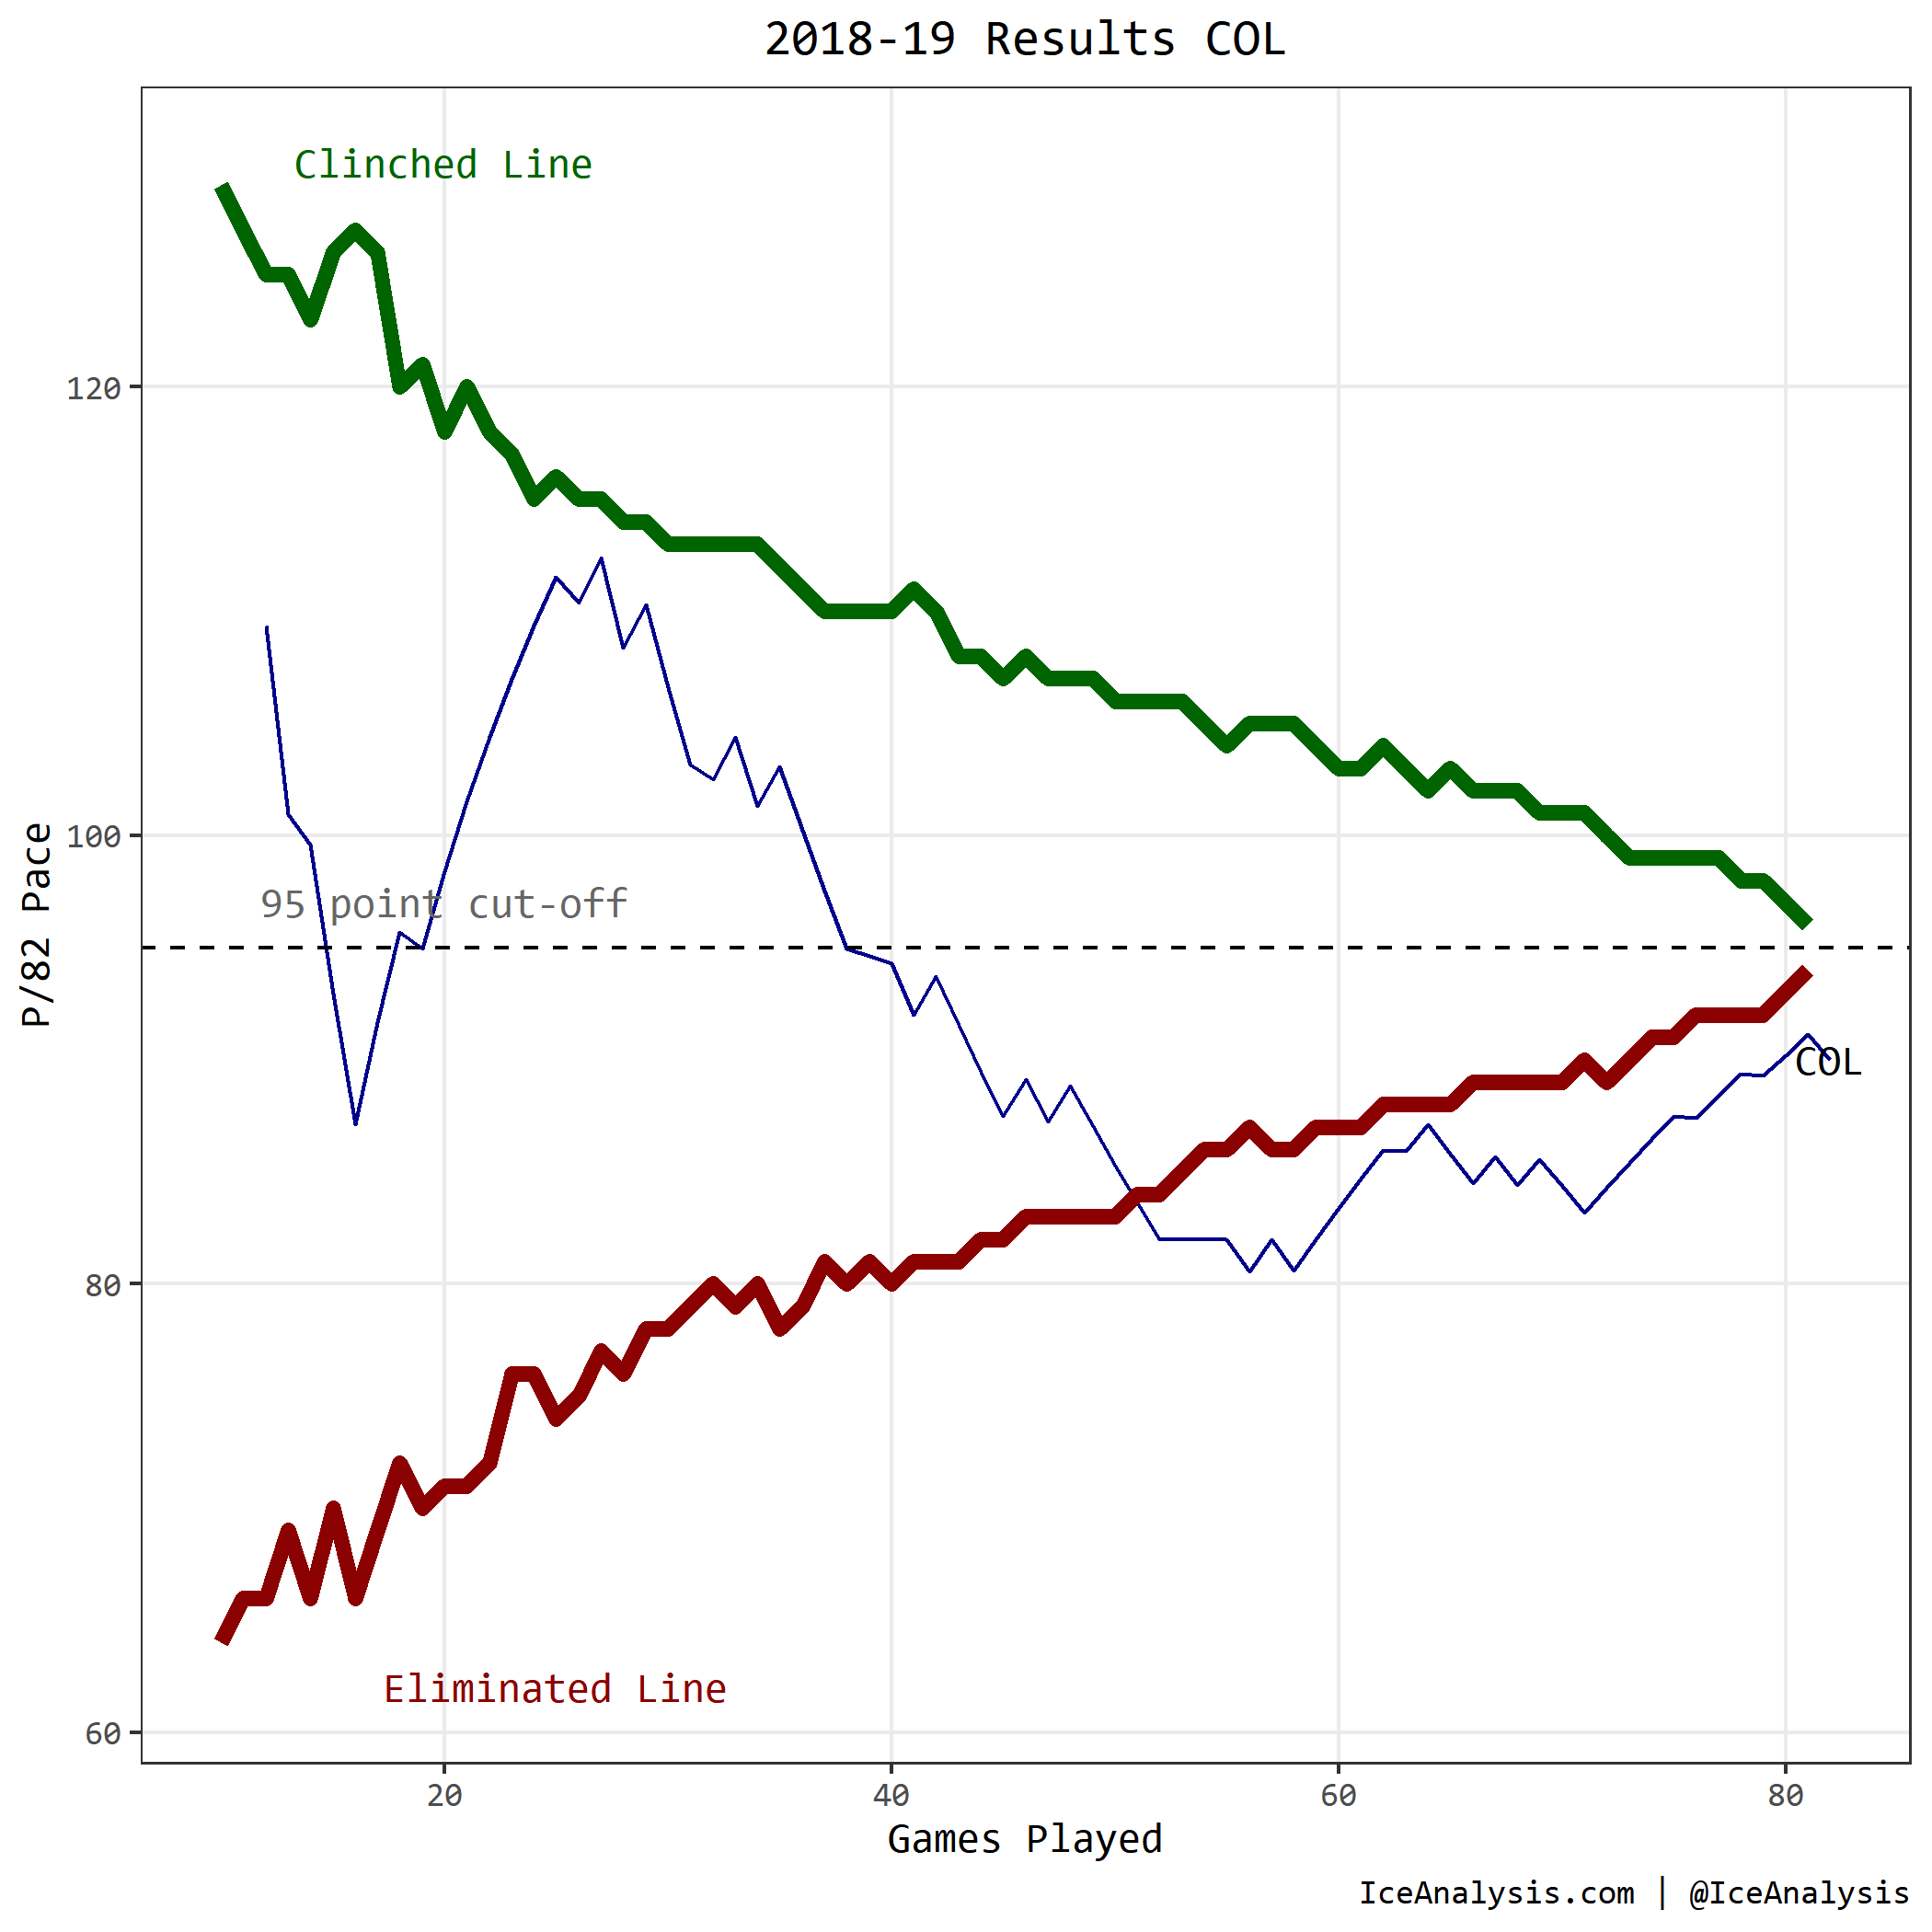 2018-19 Results COL
Clinched Line
120
100
95 point cut-off
P/82 Pace
COL
80
Eliminated Line
60
20 40 60 80
Games Played
IceAnalysis.com | @IceAnalysis